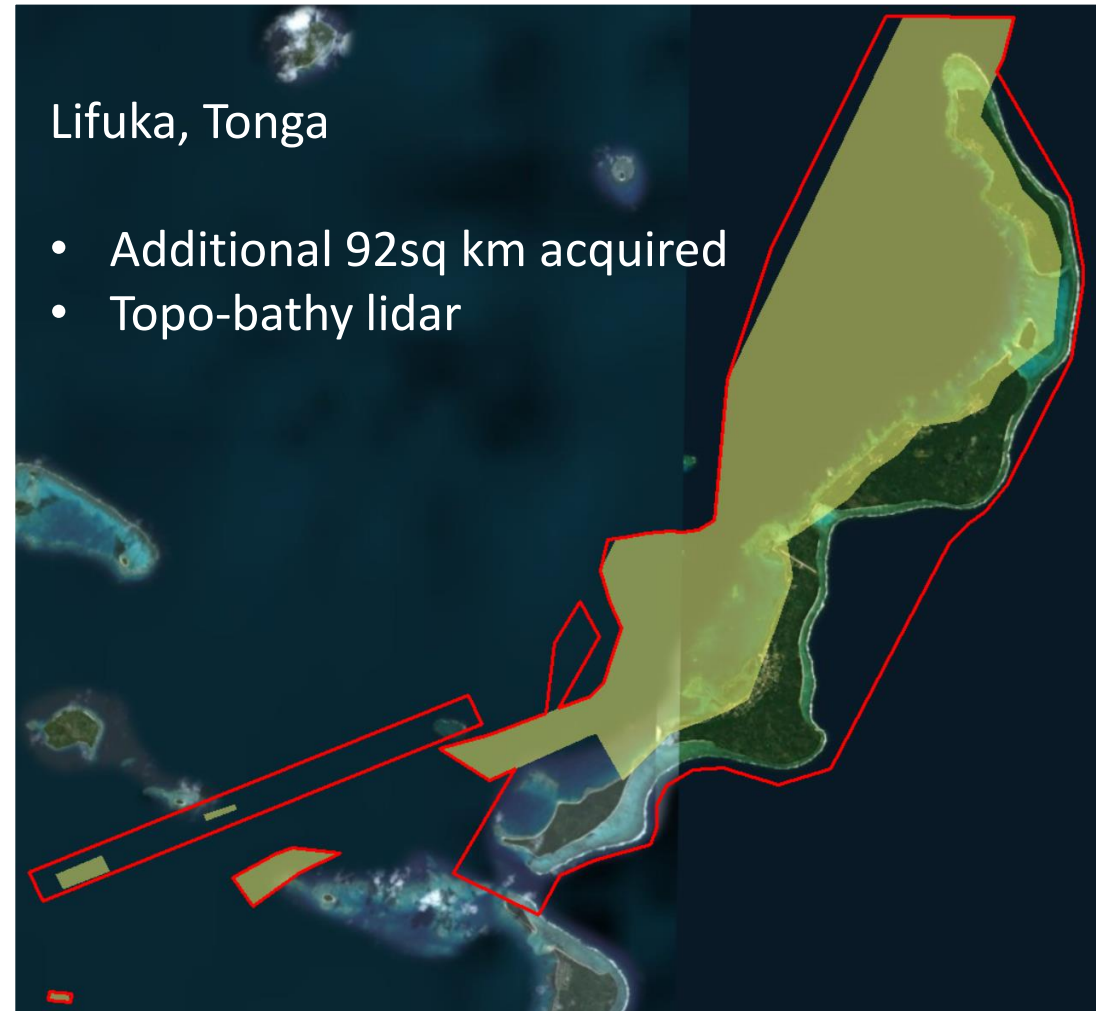 Lifuka, Tonga
• Additional 92sq km acquired
• Topo-bathy lidar